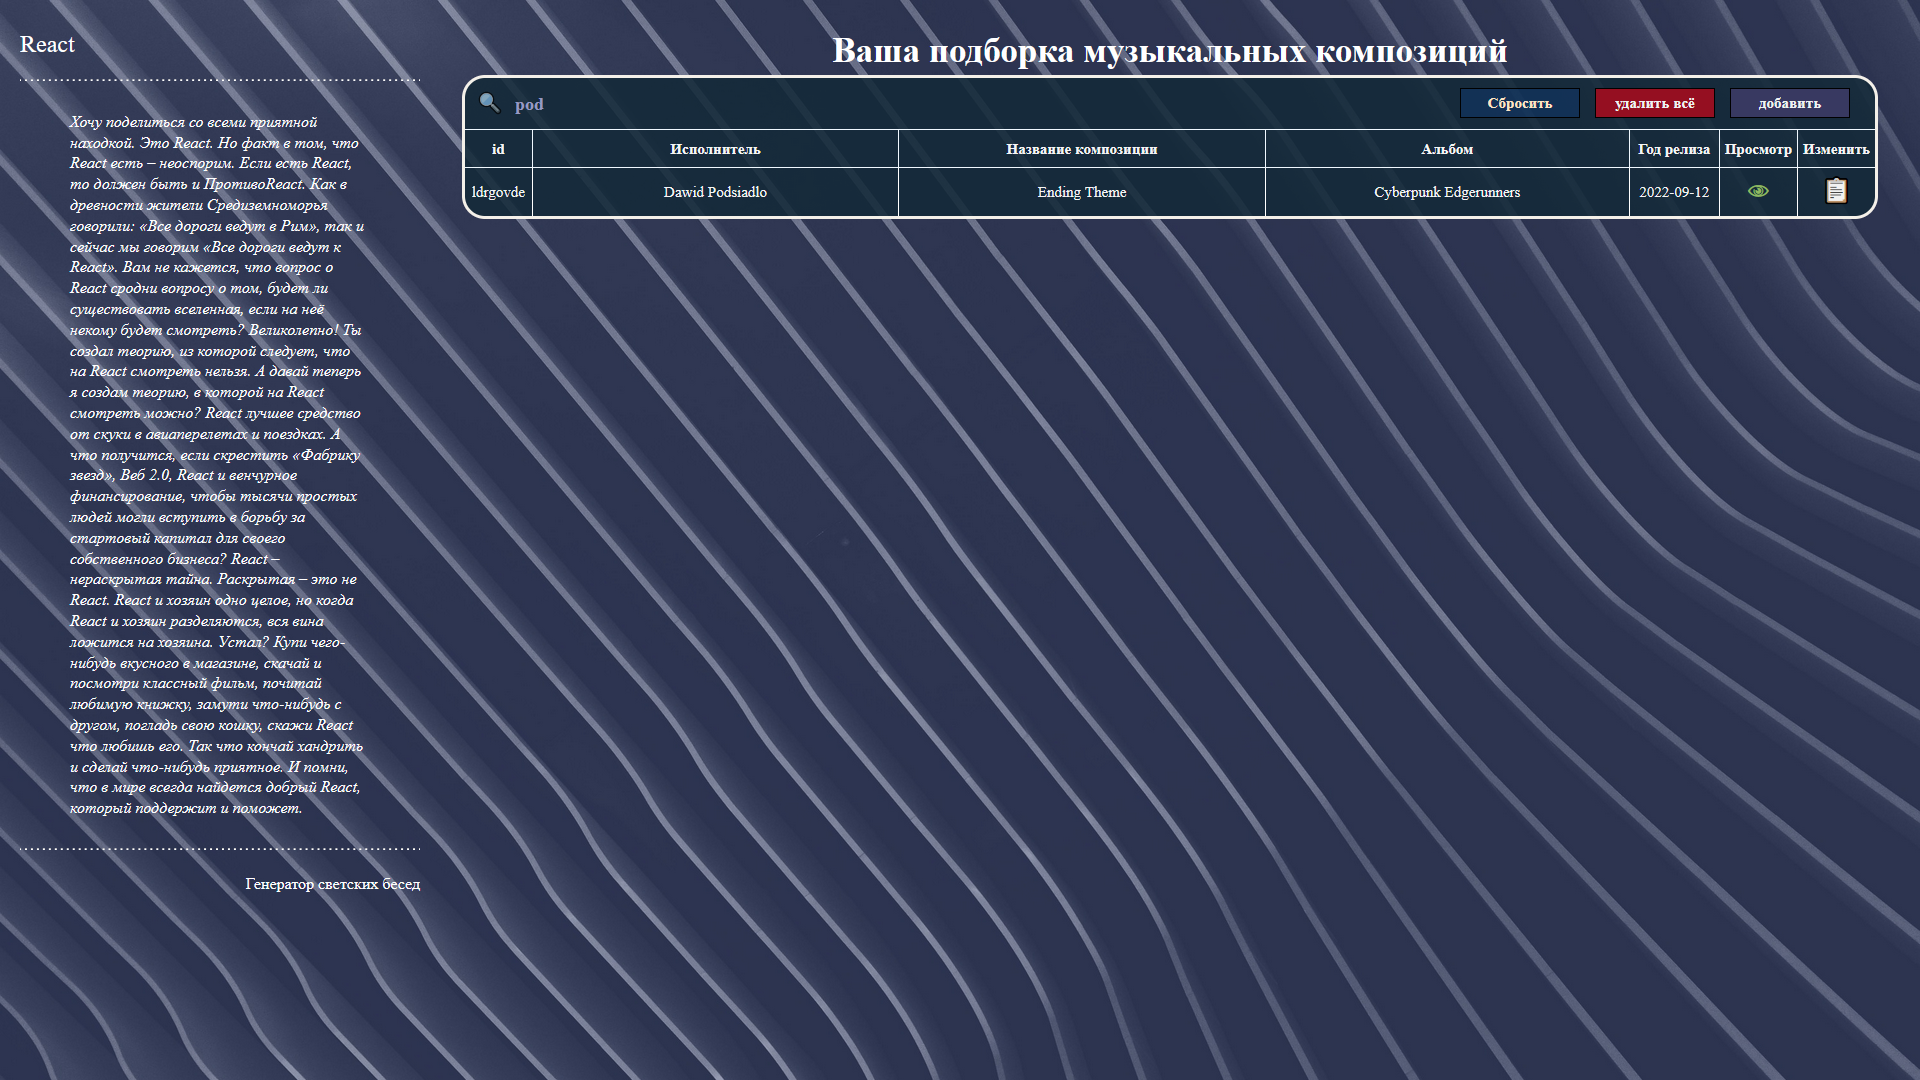 React
Хочу поделиться со всеми приятной
находкой. Это React. Но факт в том, что
React есть – неоспорим. Если есть React,
то должен быть и ПротивоReact. Как в
древности жители Средиземноморья
говорили: «Все дороги ведут в Рим», так и
сейчас мы говорим «Все дороги ведут к
React». Вам не кажется, что вопрос о
React сродни вопросу о том, будет ли
существовать вселенная, если на неё
некому будет смотреть? Великолепно! Ты
создал теорию, из которой следует, что
на React смотреть нельзя. А давай теперь
я создам теорию, в которой на React
смотреть можно? React лучшее средство
от скуки в авиаперелетах и поездках. А
что получится, если скрестить «Фабрику
звезд», Веб 2.0, React и венчурное
финансирование, чтобы тысячи простых
людей могли вступить в борьбу за
стартовый капитал для своего
собственного бизнеса? React –
нераскрытая тайна. Раскрытая – это не
React. React и хозяин одно целое, но когда
React и хозяин разделяются, вся вина
ложится на хозяина. Устал? Купи чего-
нибудь вкусного в магазине, скачай и
посмотри классный фильм, почитай
любимую книжку, замути что-нибудь с
другом, погладь свою кошку, скажи React
что любишь его. Так что кончай хандрить
и сделай что-нибудь приятное. И помни,
что в мире всегда найдется добрый React,
который поддержит и поможет.
Генератор светских бесед
Ваша подборка музыкальных композиций
pod Сбросить удалить всё добавить
id Исполнитель Название композиции Альбом Год релиза Просмотр Изменить
ldrgovde Dawid Podsiadlo Ending Theme Cyberpunk Edgerunners 2022-09-12